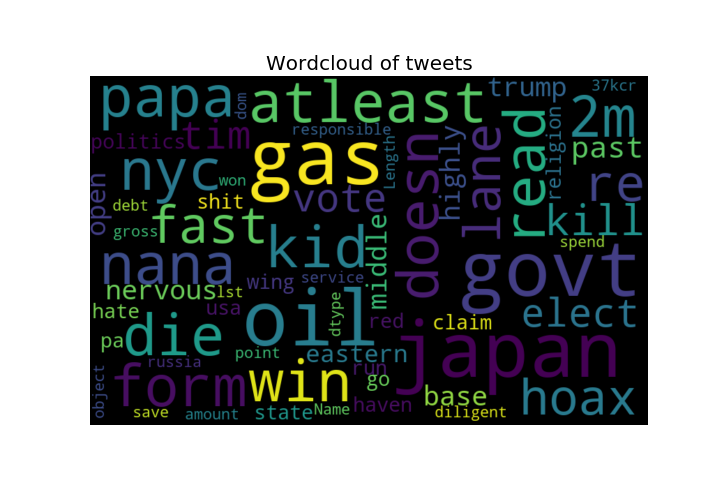 Wordcloud of tweets
papa
dom
atleast
trump
37kcr
2m
politics
tim
responsible
Length
highly
lane
read
religion
past
nyc
won
gas
doesn
re
open
debt
shit
vote
kill
gross
fast
kid
middle
spend
nana
wing
service
govt
nervous
lst
hate
usa
oil
dtype
red
claim
elect
pa
die
point
eastern
japan
russia
run
object
form
win
go
base
hoax
save
amount
state
Name
haven
diligent